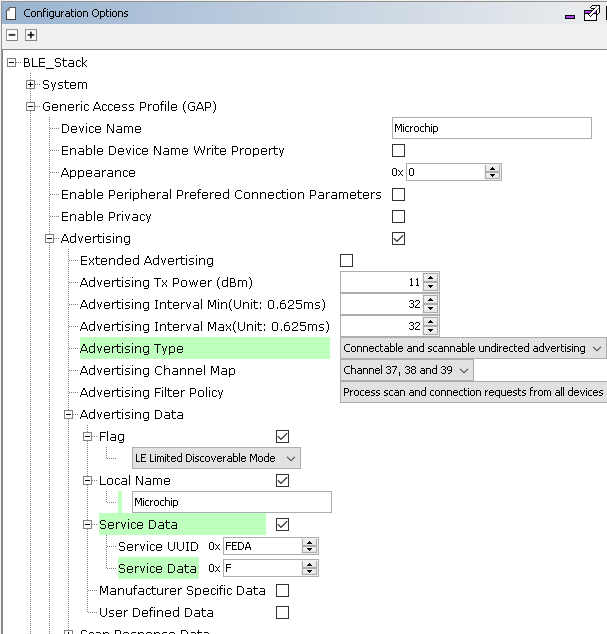 Configuration Options
BLE_Stack
System
Generic Access Profile (GAP)
Device Name Microchip
Enable Device Name Write Property
Appearance 0x 0
Enable Peripheral Prefered Connection Parameters
Enable Privacy
Advertising
Extended Advertising
Advertising Tx Power (dBm) 11
Advertising Interval Min(Unit: 0.625ms) 32
Advertising Interval Max(Unit: 0.625ms) 32
Advertising Type Connectable and scannable undirected advertising
Advertising Channel Map Channel 37, 38 and 39
Advertising Filter Policy Process scan and connection requests from all devices
Advertising Data
Flag
LE Limited Discoverable Mode
Local Name
Microchip
Service Data
Service UUID 0x FEDA
Service Data 0x F
Manufacturer Specific Data
User Defined Data
Scan Response Data